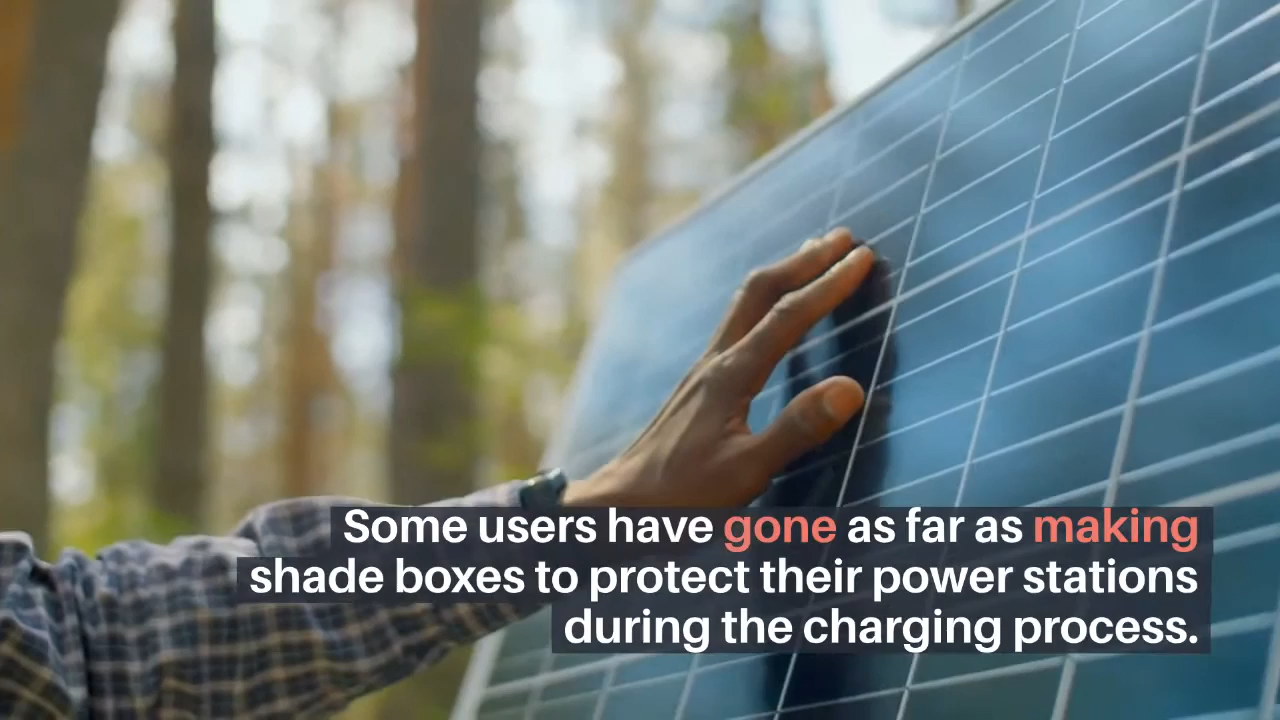 Some users have gone as far as making
shade boxes to protect their power stations
during the charging process.